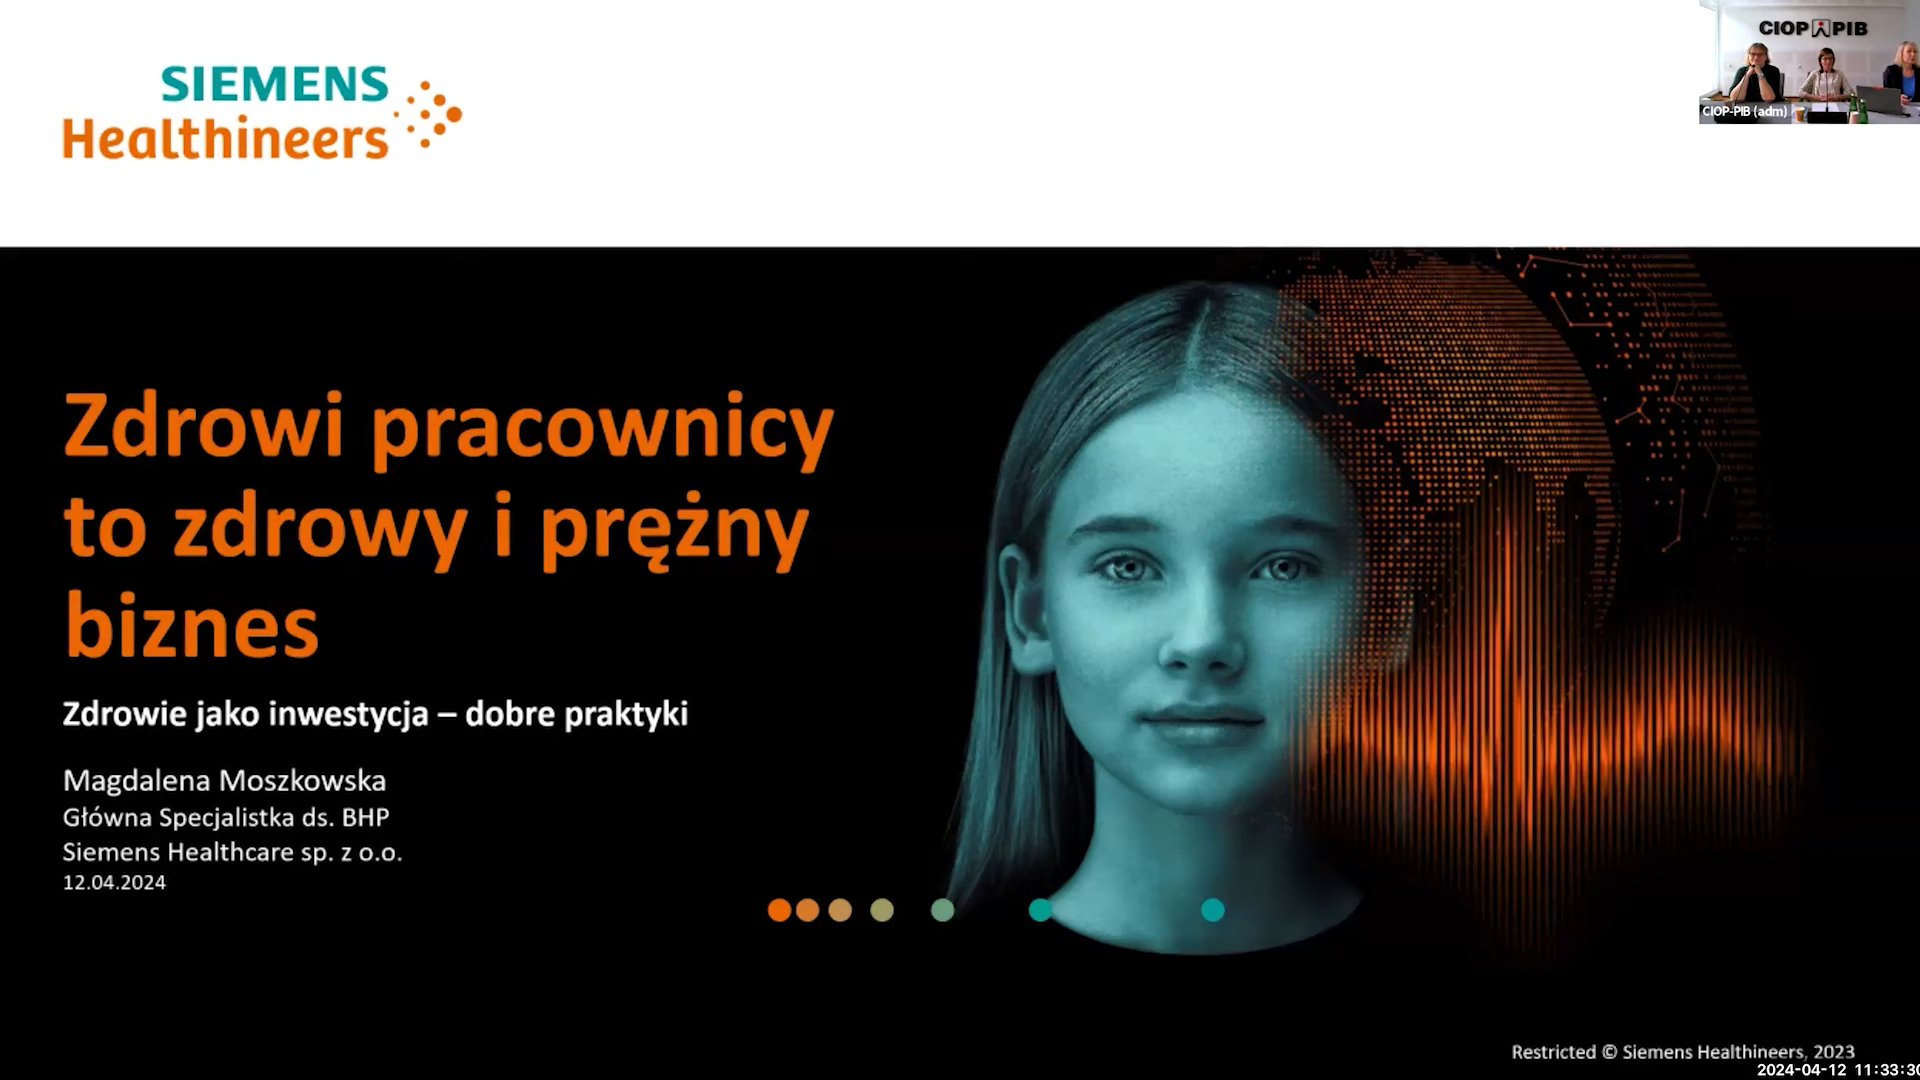 SIEMENS
Healthineers
CIOP PIB
CIOP-PIB (adm)
Zdrowi pracownicy
to zdrowy i prężny
biznes
Zdrowie jako inwestycja – dobre praktyki
Magdalena Moszkowska
Główna Specjalistka ds. BHP
Siemens Healthcare sp. z o.o.
12.04.2024
Restricted © Siemens Healthineers, 2023
2024-04-12 11:33:30